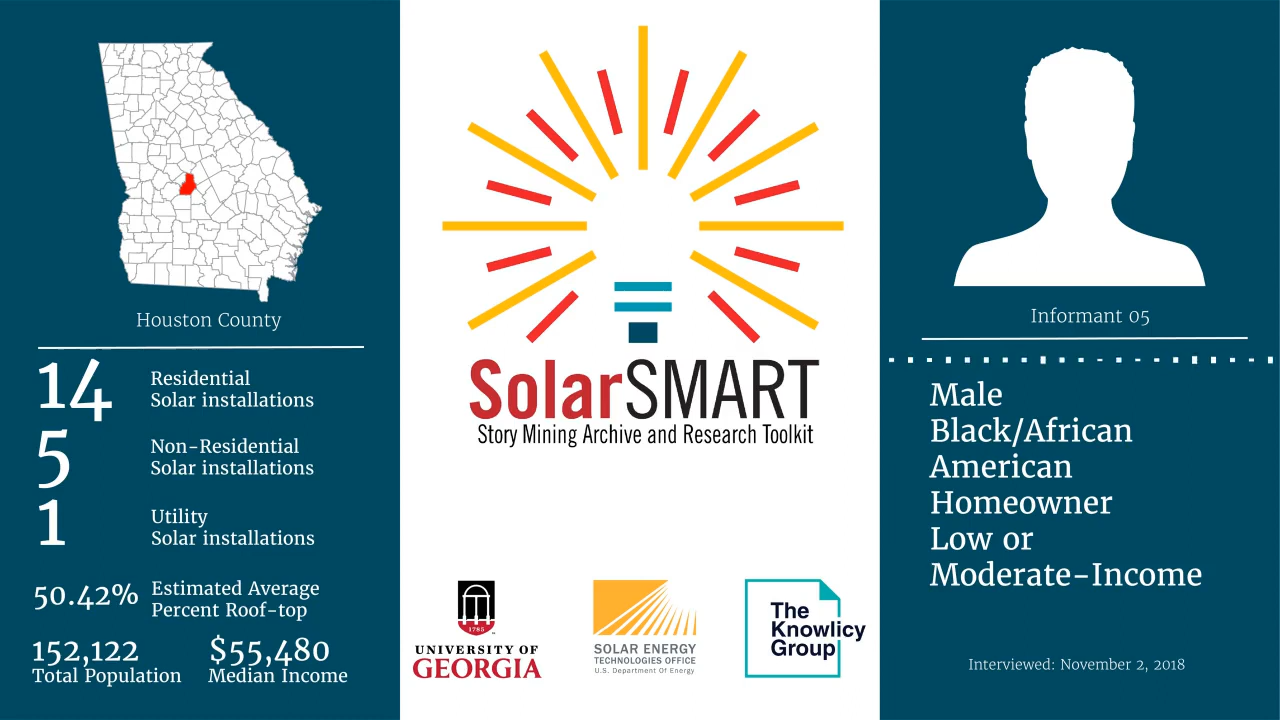 Houston County
14
Residential
Solar installations
5
Non-Residential
Solar installations
1
Utility
Solar installations
50.42%
Estimated Average
Percent Roof-top
152,122
Total Population
$55,480
Median Income
SolarSMART
Story Mining Archive and Research Toolkit
1785
UNIVERSITY OF
GEORGIA
SOLAR ENERGY
TECHNOLOGIES OFFICE
U.S. Department Of Energy
The
Knowlicy
Group
Informant 05
Male
Black/African
American
Homeowner
Low or
Moderate-Income
Interviewed: November 2, 2018